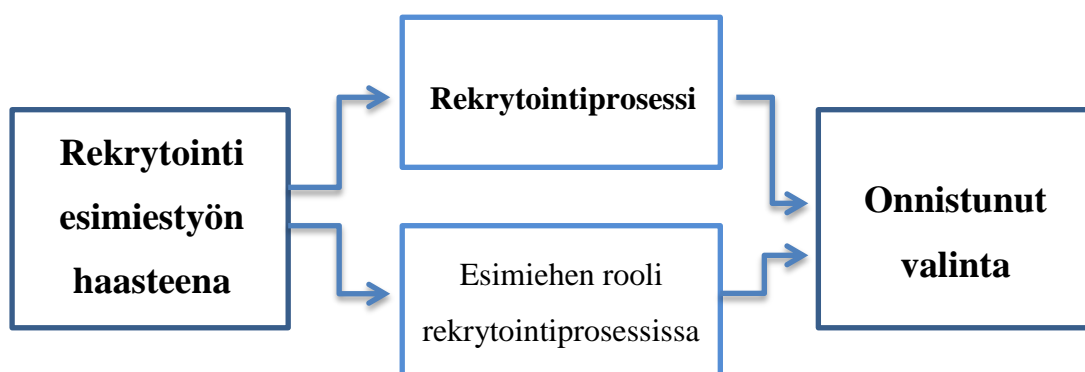 Rekrytointi
esimiestyön
haasteena
Rekrytointiprosessi
Esimiehen rooli
rekrytointiprosessissa
Onnistunut
valinta